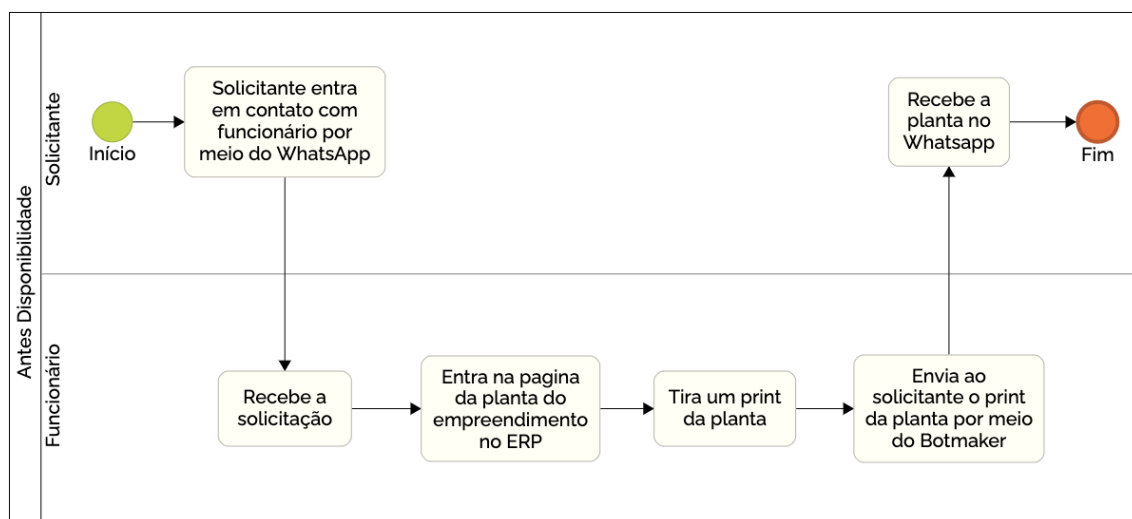 Antes Disponibilidade
Solicitante
Início
Solicitante entra
em contato com
funcionário por
meio do WhatsApp
Recebe a
planta no
Whatsapp
Fim
Funcionário
Recebe a
solicitação
Entra na pagina
da planta do
empreendimento
no ERP
Tira um print
da planta
Envia ao
solicitante o print
da planta por meio
do Botmaker